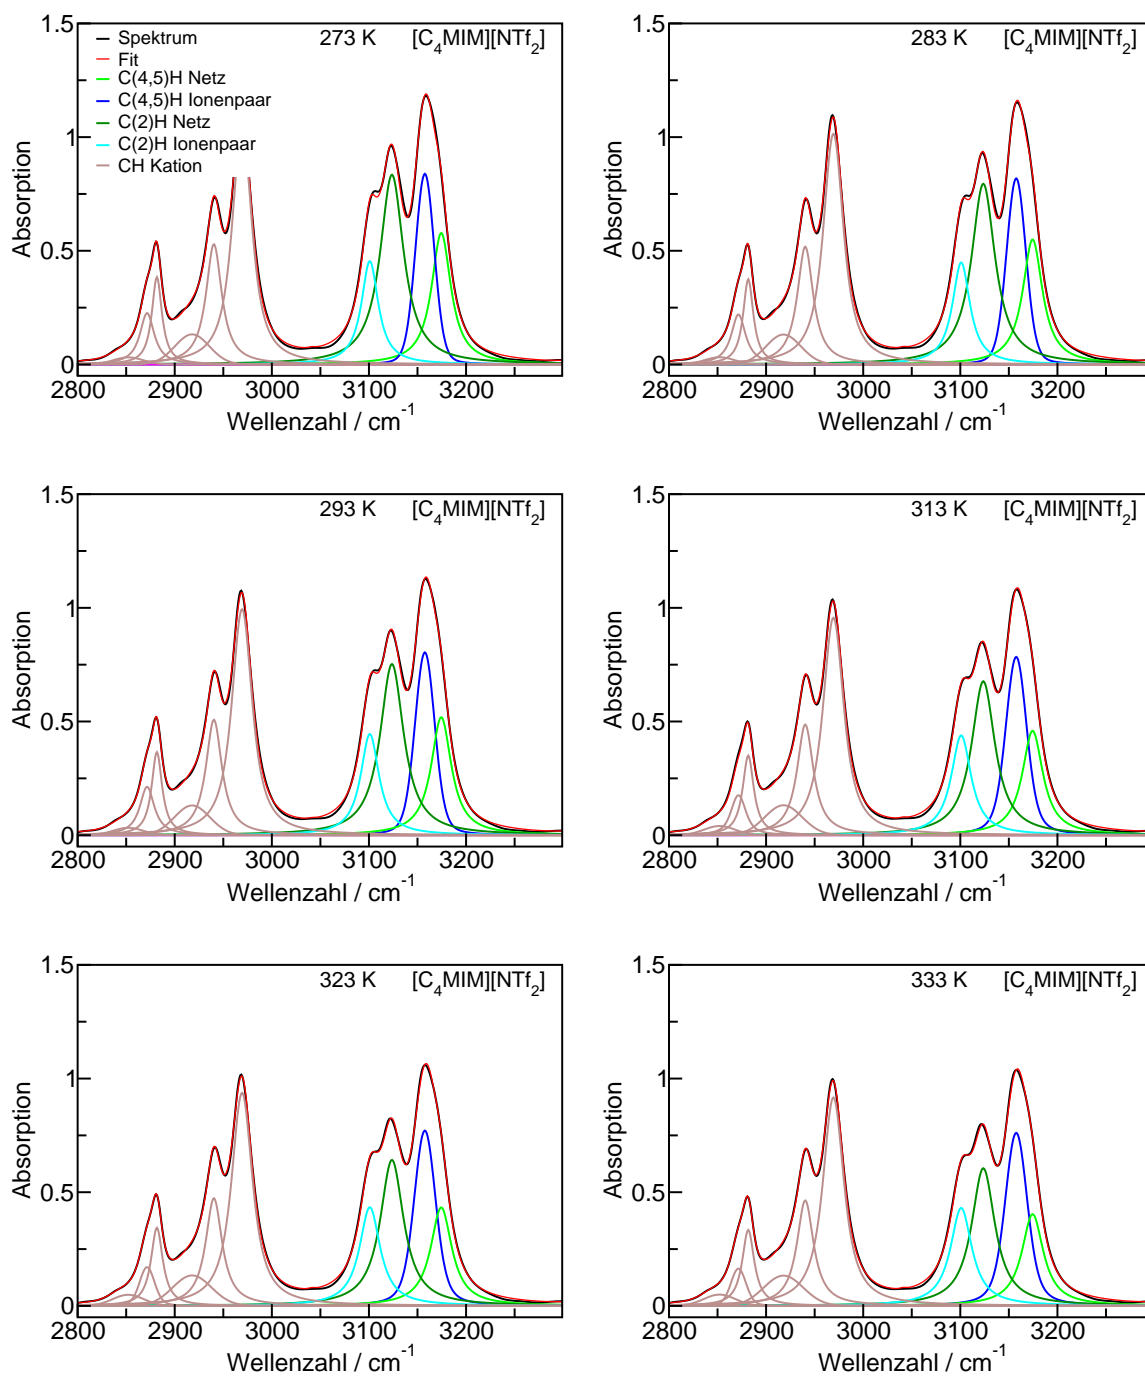 273 K [C₄MIM][NTf₂]
Spektrum
Fit
C(4,5)H Netz
C(4,5)H Ionenpaar
C(2)H Netz
C(2)H Ionenpaar
CH Kation
Absorption
0 0.5 1 1.5
2800 2900 3000 3100 3200
Wellenzahl / cm⁻¹
283 K [C₄MIM][NTf₂]
Absorption
0 0.5 1 1.5
2800 2900 3000 3100 3200
Wellenzahl / cm⁻¹
293 K [C₄MIM][NTf₂]
Absorption
0 0.5 1 1.5
2800 2900 3000 3100 3200
Wellenzahl / cm⁻¹
313 K [C₄MIM][NTf₂]
Absorption
0 0.5 1 1.5
2800 2900 3000 3100 3200
Wellenzahl / cm⁻¹
323 K [C₄MIM][NTf₂]
Absorption
0 0.5 1 1.5
2800 2900 3000 3100 3200
Wellenzahl / cm⁻¹
333 K [C₄MIM][NTf₂]
Absorption
0 0.5 1 1.5
2800 2900 3000 3100 3200
Wellenzahl / cm⁻¹